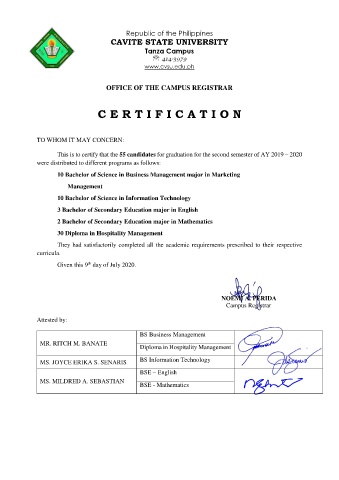 Republic of the Philippines
CAVITE STATE UNIVERSITY
Tanza Campus
☏ 414-3979
www.cvsu.edu.ph
OFFICE OF THE CAMPUS REGISTRAR
CERTIFICATION
TO WHOM IT MAY CONCERN:
This is to certify that the 55 candidates for graduation for the second semester of AY 2019 – 2020
were distributed to different programs as follows:
10 Bachelor of Science in Business Management major in Marketing
Management
10 Bachelor of Science in Information Technology
3 Bachelor of Secondary Education major in English
2 Bachelor of Secondary Education major in Mathematics
30 Diploma in Hospitality Management
They had satisfactorily completed all the academic requirements prescribed to their respective
curricula.
Given this 9th day of July 2020.
NOEMI A. PERIDA
Campus Registrar
Attested by:
MR. RITCH M. BANATE
BS Business Management
Diploma in Hospitality Management
MS. JOYCE ERIKA S. SENARIS
BS Information Technology
MS. MILDRED A. SEBASTIAN
BSE – English
BSE - Mathematics